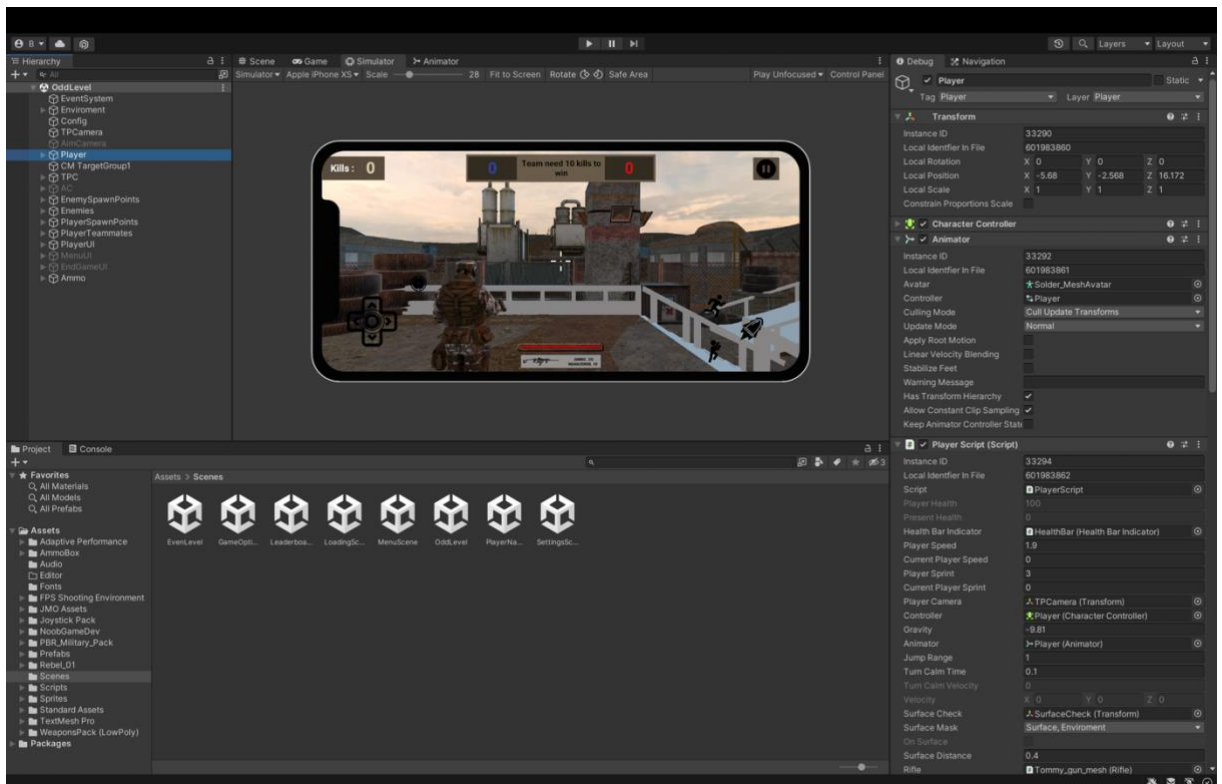 B
Layers
Layout
Hierarchy
Scene
Game
Simulator
Animator
Debug
Navigation
All
Simulator
Apple iPhone XS
Scale
28
Fit to Screen
Rotate
Safe Area
Play Unfocused
Control Panel
OddLevel
EventSystem
Enviroment
Config
TPCamera
AimCamera
Player
CM TargetGroup1
TPC
AC
EnemySpawnPoints
Enemies
PlayerSpawnPoints
PlayerTeammates
PlayerUI
MenuUI
EndGameUI
Ammo
Kills : 0
0
Team need 10 kills to
win
0
Player
Static
Tag Player
Layer Player
Transform
Instance ID 33290
Local Identfier In File 601983860
Local Rotation X 0 Y 0 Z 0
Local Position X -5.68 Y -2.568 Z 16.172
Local Scale X 1 Y 1 Z 1
Constrain Proportions Scale
Character Controller
Animator
Instance ID 33292
Local Identfier In File 601983861
Avatar Solder_MeshAvatar
Controller Player
Culling Mode Cull Update Transforms
Update Mode Normal
Apply Root Motion
Linear Velocity Blending
Stabilize Feet
Warning Message
Has Transform Hierarchy
Allow Constant Clip Sampling
Keep Animator Controller State
Player Script (Script)
Instance ID 33294
Local Identfier In File 601983862
Script PlayerScript
Player Health 100
Present Health 0
Health Bar Indicator HealthBar (Health Bar Indicator)
Player Speed 1.9
Current Player Speed 0
Player Sprint 3
Current Player Sprint 0
Player Camera TPCamera (Transform)
Controller Player (Character Controller)
Gravity -9.81
Animator Player (Animator)
Jump Range 1
Turn Calm Time 0.1
Turn Calm Velocity 0
Velocity X 0 Y 0 Z 0
Surface Check SurfaceCheck (Transform)
Surface Mask Surface, Enviroment
On Surface
Surface Distance 0.4
Rifle Tommy_gun_mesh (Rifle)
Project
Console
3
Favorites
All Materials
All Models
All Prefabs
Assets
Adaptive Performance
AmmoBox
Audio
Editor
Fonts
FPS Shooting Environment
JMO Assets
Joystick Pack
NoobGameDev
PBR_Military_Pack
Prefabs
Rebel_01
Scenes
Scripts
Sprites
Standard Assets
TextMesh Pro
WeaponsPack (LowPoly)
Packages
Assets > Scenes
EvenLevel
GameOpti...
Leaderboa...
LoadingSc...
MenuScene
OddLevel
PlayerNa...
SettingsSc...